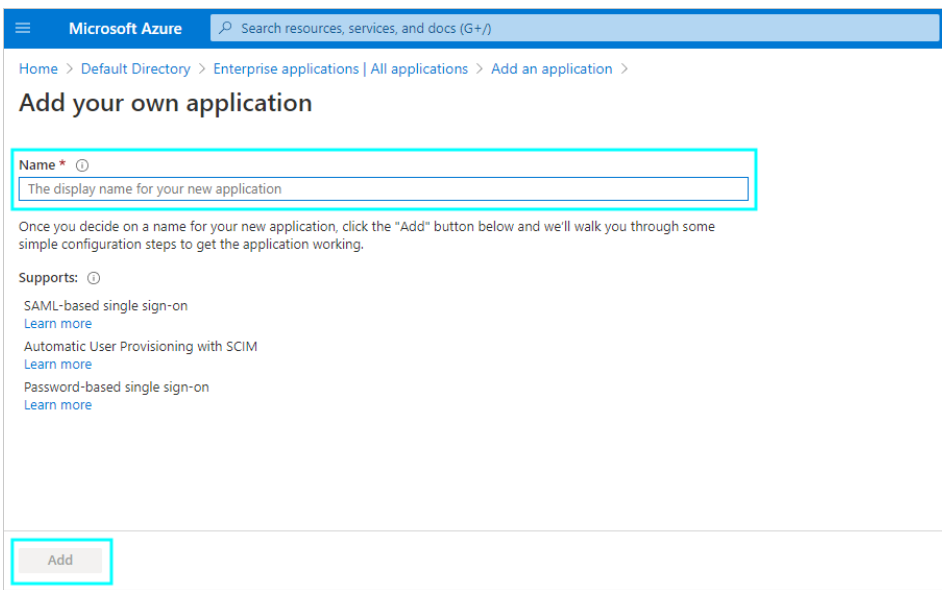 Microsoft Azure
Search resources, services, and docs (G+/)
Home > Default Directory > Enterprise applications | All applications > Add an application >
Add your own application
Name *
The display name for your new application
Once you decide on a name for your new application, click the "Add" button below and we'll walk you through some
simple configuration steps to get the application working.
Supports:
SAML-based single sign-on
Learn more
Automatic User Provisioning with SCIM
Learn more
Password-based single sign-on
Learn more
Add